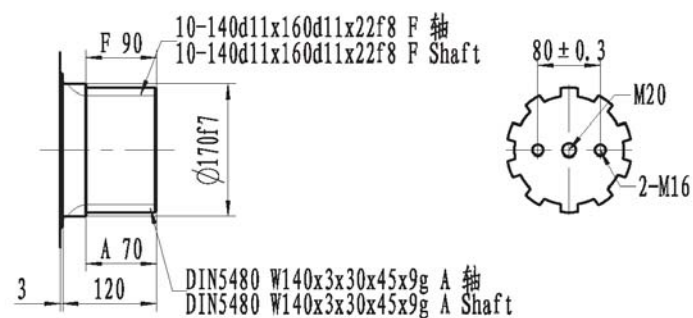 F 90
10-140d11x160d11x22f8 F 轴
10-140d11x160d11x22f8 F Shaft
80±0.3
M20
Ø170f7
2-M16
A 70
3
120
DIN5480 W140x3x30x45x9g A 轴
DIN5480 W140x3x30x45x9g A Shaft